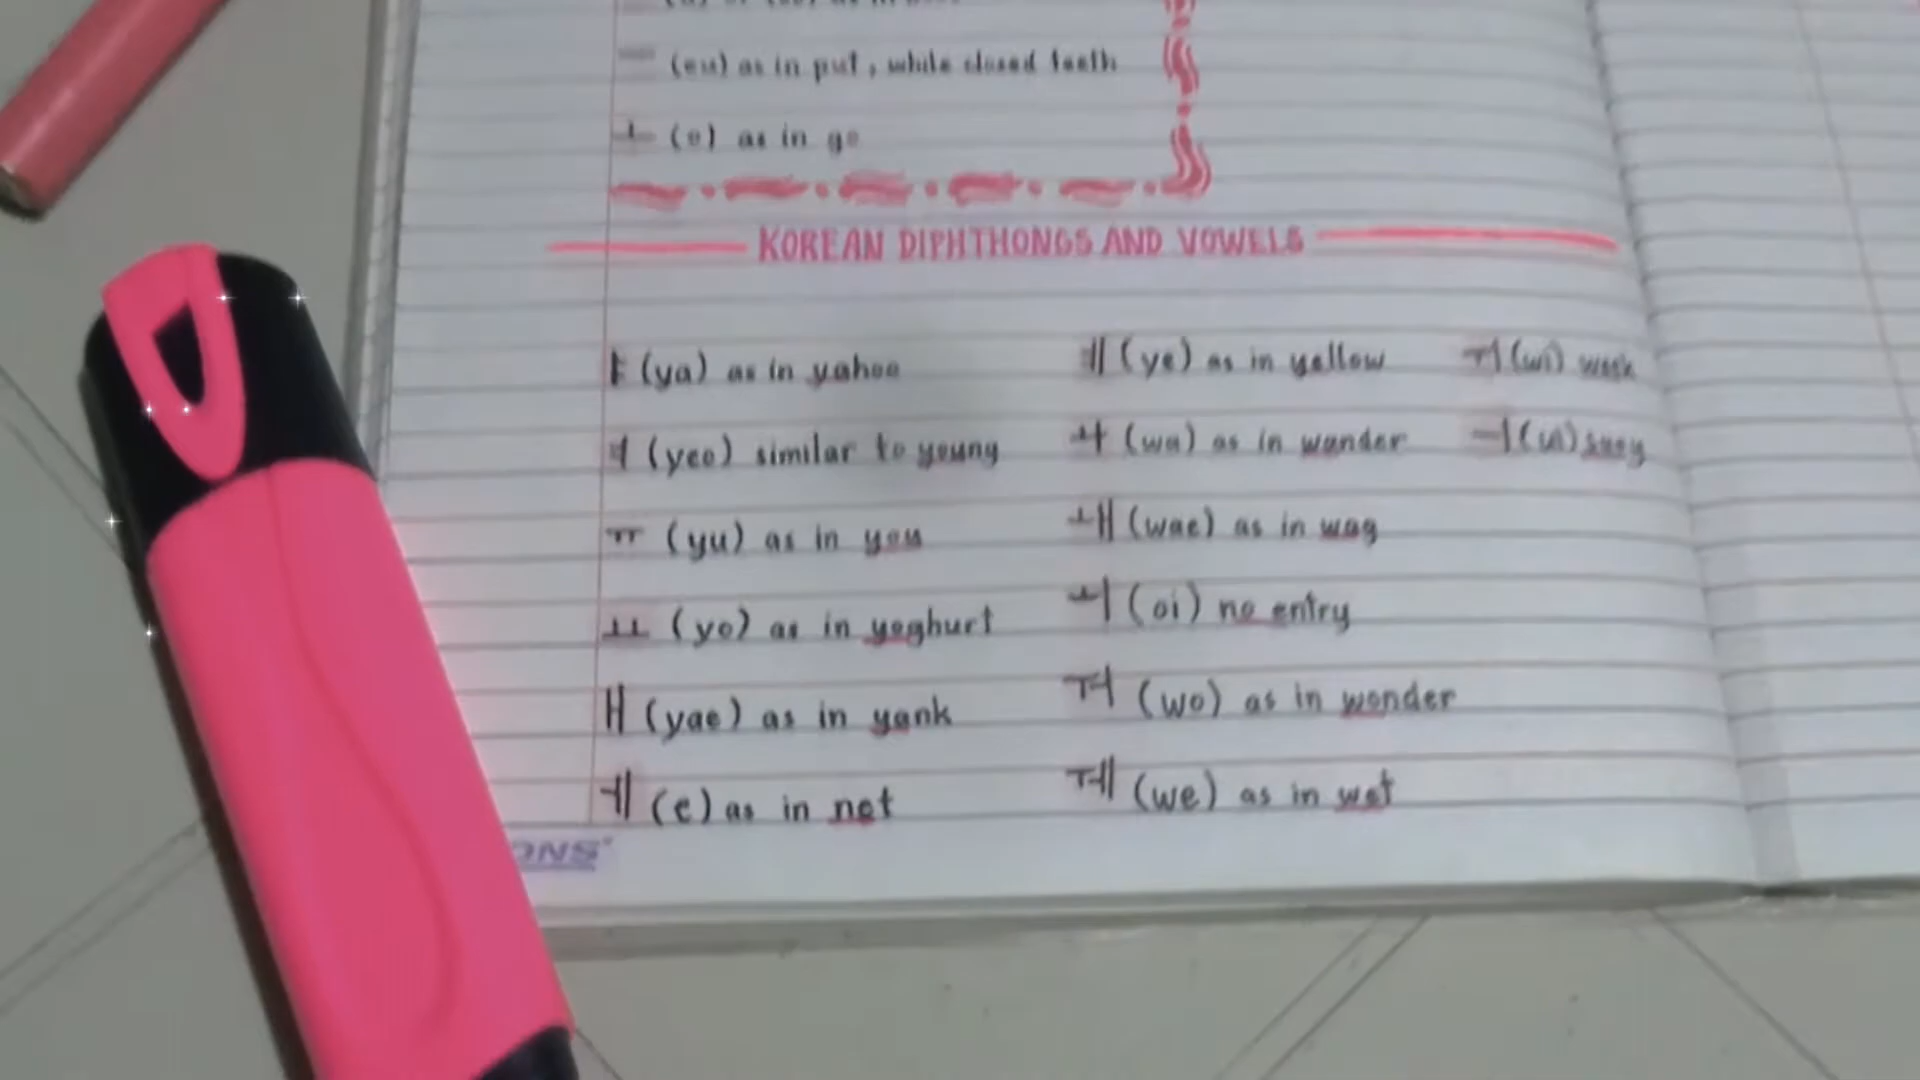 ㅡ (eu) as in put, while closed teeth
ㅗ (o) as in go
KOREAN DIPHTHONGS AND VOWELS
ㅑ (ya) as in yahoo
ㅕ (yeo) similar to young
ㅠ (yu) as in you
ㅛ (yo) as in yoghurt
ㅒ (yae) as in yank
ㅔ (e) as in net
ㅖ (ye) as in yellow
ㅘ (wa) as in wander
ㅙ (wae) as in wag
ㅚ (oi) no entry
ㅝ (wo) as in wonder
ㅞ (we) as in wet
ㅟ (wi)
ㅢ (ui)
ONS